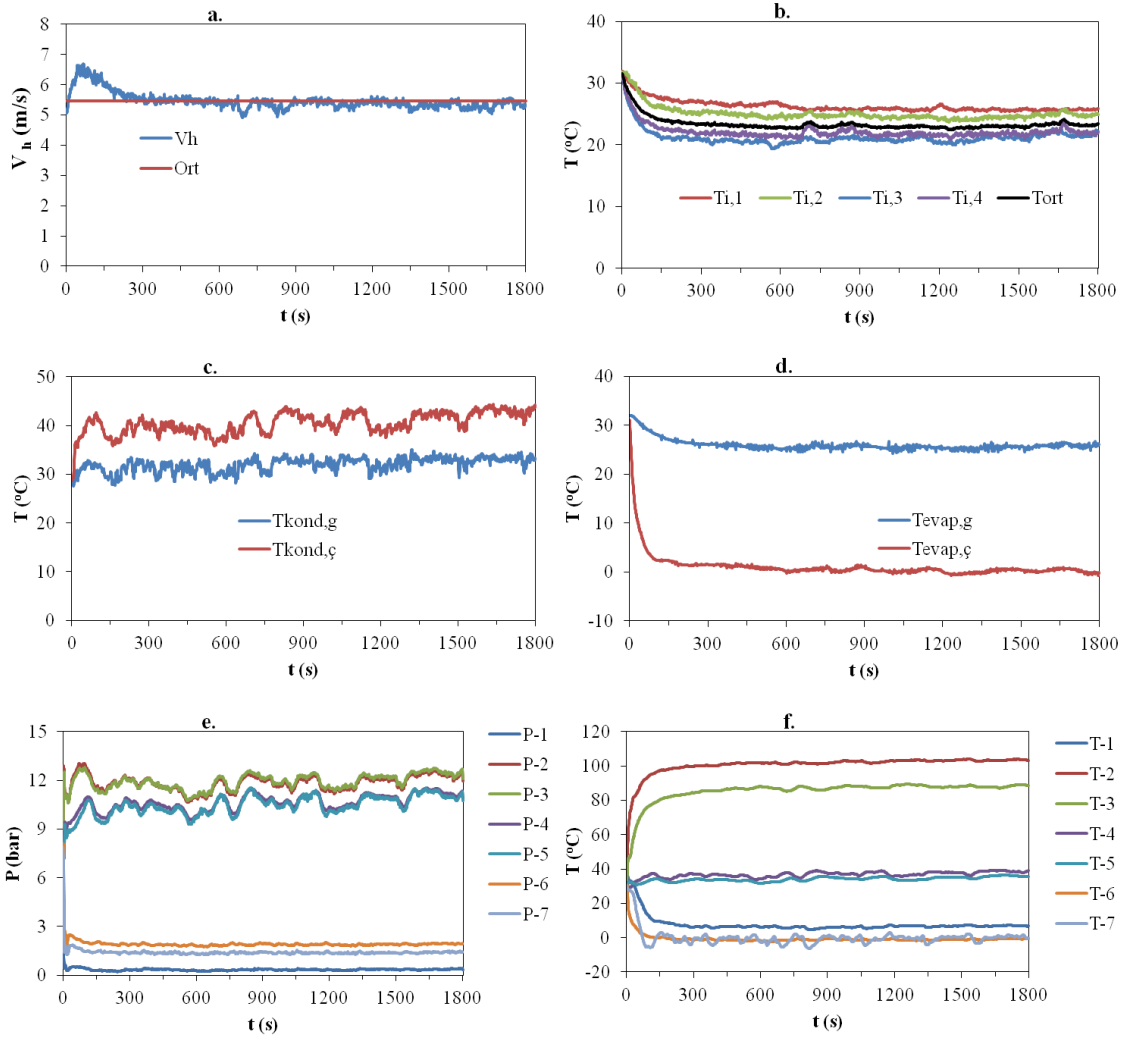 a.
8
7
6
5
4
3
2
1
0
V h (m/s)
Vh
Ort
0 300 600 900 1200 1500 1800
t (s)
b.
40
30
20
10
0
T (°C)
Ti,1 Ti,2 Ti,3 Ti,4 Tort
0 300 600 900 1200 1500 1800
t (s)
c.
50
40
30
20
10
0
T (°C)
Tkond,g
Tkond,ç
0 300 600 900 1200 1500 1800
t (s)
d.
40
30
20
10
0
-10
T (°C)
Tevap,g
Tevap,ç
0 300 600 900 1200 1500 1800
t (s)
e.
15
12
9
6
3
0
P (bar)
P-1
P-2
P-3
P-4
P-5
P-6
P-7
0 300 600 900 1200 1500 1800
t (s)
f.
120
100
80
60
40
20
0
-20
T (°C)
T-1
T-2
T-3
T-4
T-5
T-6
T-7
0 300 600 900 1200 1500 1800
t (s)